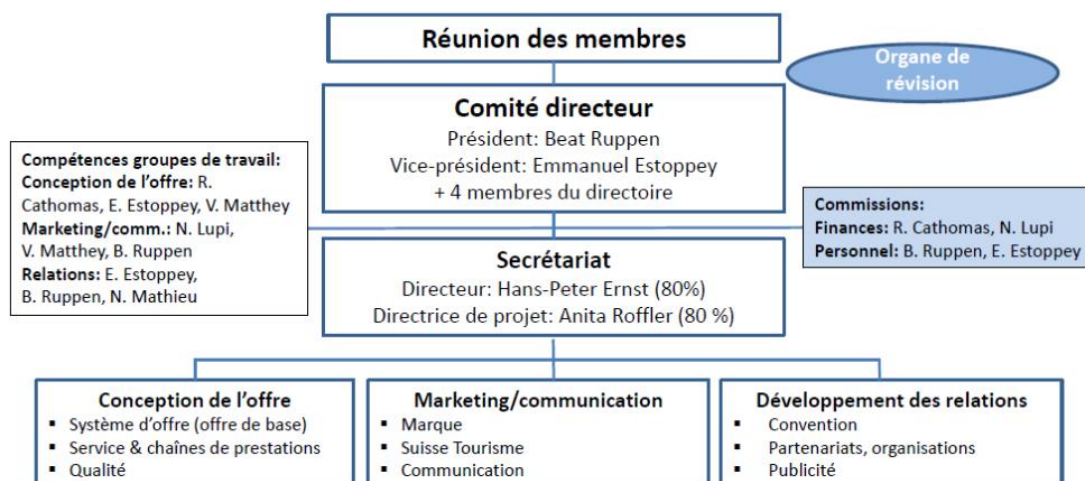 Réunion des membres
Organe de
révision
Comité directeur
Président: Beat Ruppen
Vice-président: Emmanuel Estoppey
+ 4 membres du directoire
Compétences groupes de travail:
Conception de l’offre: R.
Cathomas, E. Estoppey, V. Matthey
Marketing/comm.: N. Lupi,
V. Matthey, B. Ruppen
Relations: E. Estoppey,
B. Ruppen, N. Mathieu
Commissions:
Finances: R. Cathomas, N. Lupi
Personnel: B. Ruppen, E. Estoppey
Secrétariat
Directeur: Hans-Peter Ernst (80%)
Directrice de projet: Anita Roffler (80 %)
Conception de l’offre
▪ Système d’offre (offre de base)
▪ Service & chaînes de prestations
▪ Qualité
Marketing/communication
▪ Marque
▪ Suisse Tourisme
▪ Communication
Développement des relations
▪ Convention
▪ Partenariats, organisations
▪ Publicité